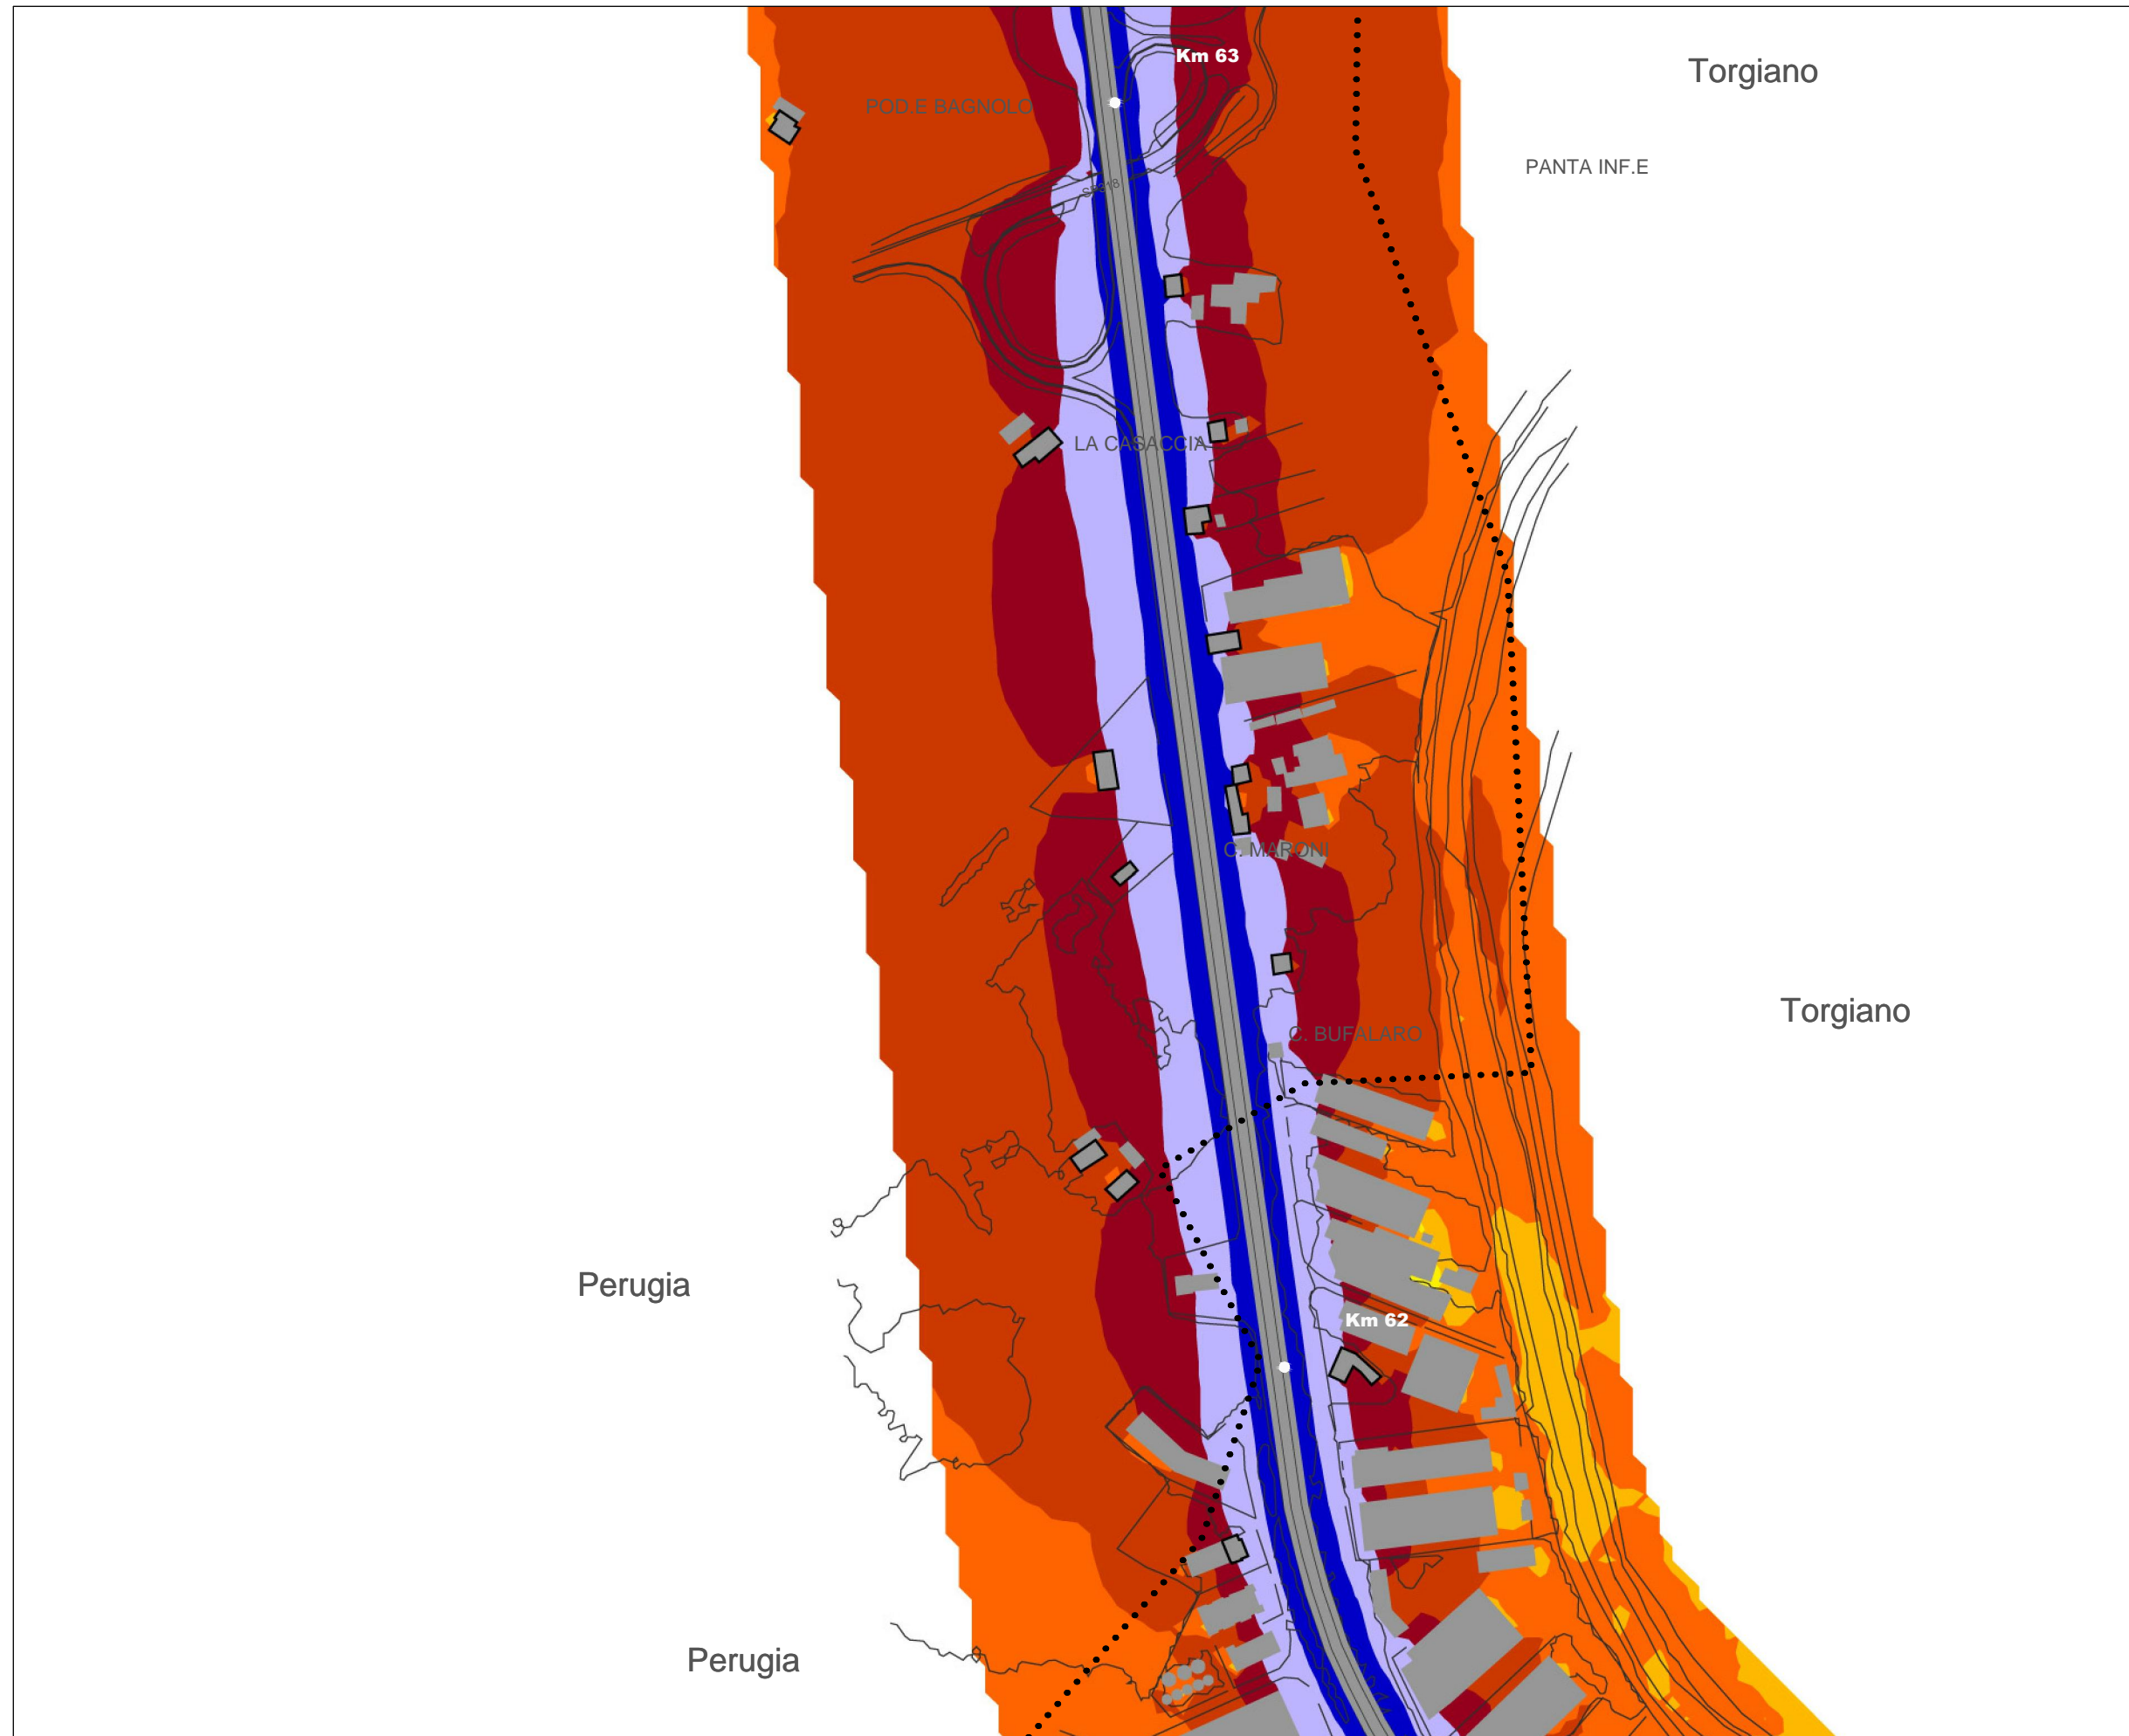 Km 63
Torgiano
POD.E BAGNOLO
PANTA INF.E
LA CASACCIA
C. MARONI
Torgiano
C. BUFALARO
Perugia
Km 62
Perugia